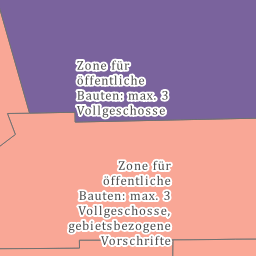 Zone für
öffentliche
Bauten: max. 3
Vollgeschosse
Zone für
öffentliche
Bauten: max. 3
Vollgeschosse,
gebietsbezogene
Vorschrifte